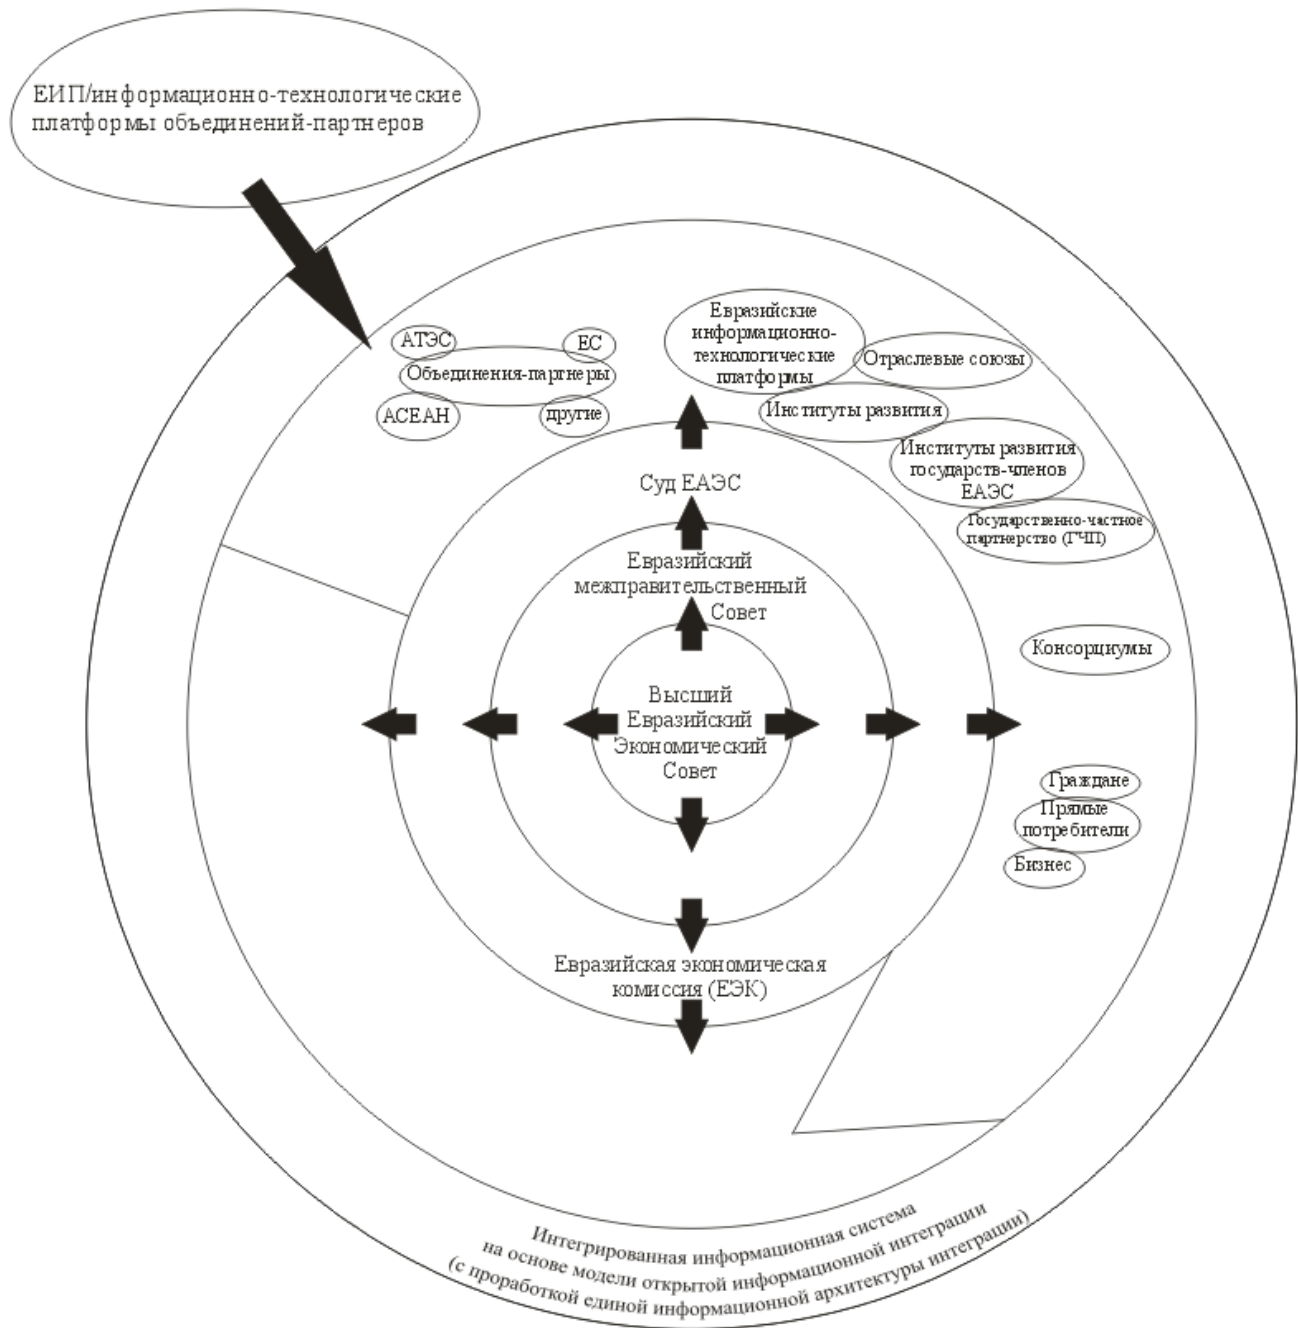 ЕИП/информационно-технологические
платформы объединений-партнеров
АТЭС
ЕС
Объединения-партнеры
АСЕАН
другие
Евразийские
информационно-
технологические
платформы
Отраслевые союзы
Институты развития
Институты развития
государств-членов
ЕАЭС
Государственно-частное
партнерство (ГЧП)
Консорциумы
Граждане
Прямые
потребители
Бизнес
Суд ЕАЭС
Евразийский
межправительственный
Совет
Высший
Евразийский
Экономический
Совет
Евразийская экономическая
комиссия (ЕЭК)
Интегрированная информационная система
на основе модели открытой информационной интеграции
(с проработкой единой информационной архитектуры интеграции)